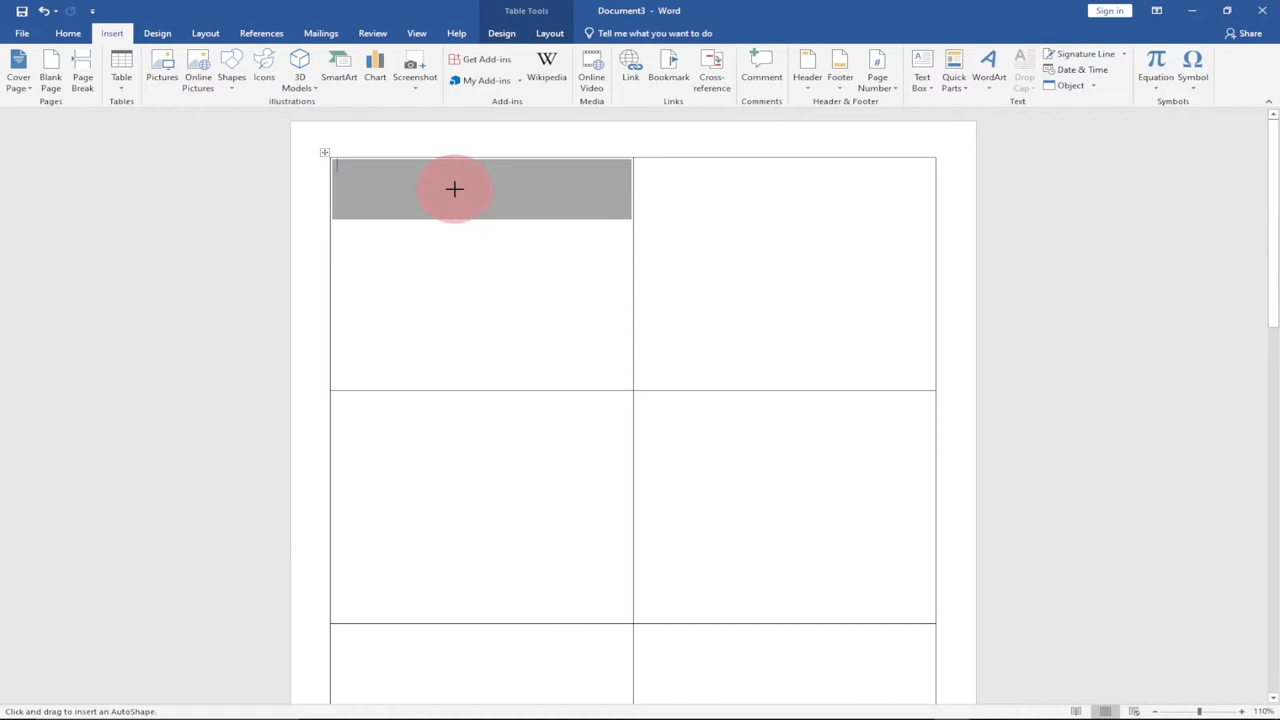 Table Tools
Document3 - Word
Sign in
File
Home
Insert
Design
Layout
References
Mailings
Review
View
Help
Design
Layout
Tell me what you want to do
Share
Cover Page
Blank Page
Page Break
Table
Pictures
Online Pictures
Shapes
Icons
3D Models
SmartArt
Chart
Screenshot
Get Add-ins
My Add-ins
Wikipedia
Online Video
Link
Bookmark
Cross-reference
Comment
Header
Footer
Page Number
Text Box
Quick Parts
WordArt
Drop Cap
Signature Line
Date & Time
Object
Equation
Symbol
Pages
Tables
Illustrations
Add-ins
Media
Links
Comments
Header & Footer
Text
Symbols
Click and drag to insert an AutoShape.
110%